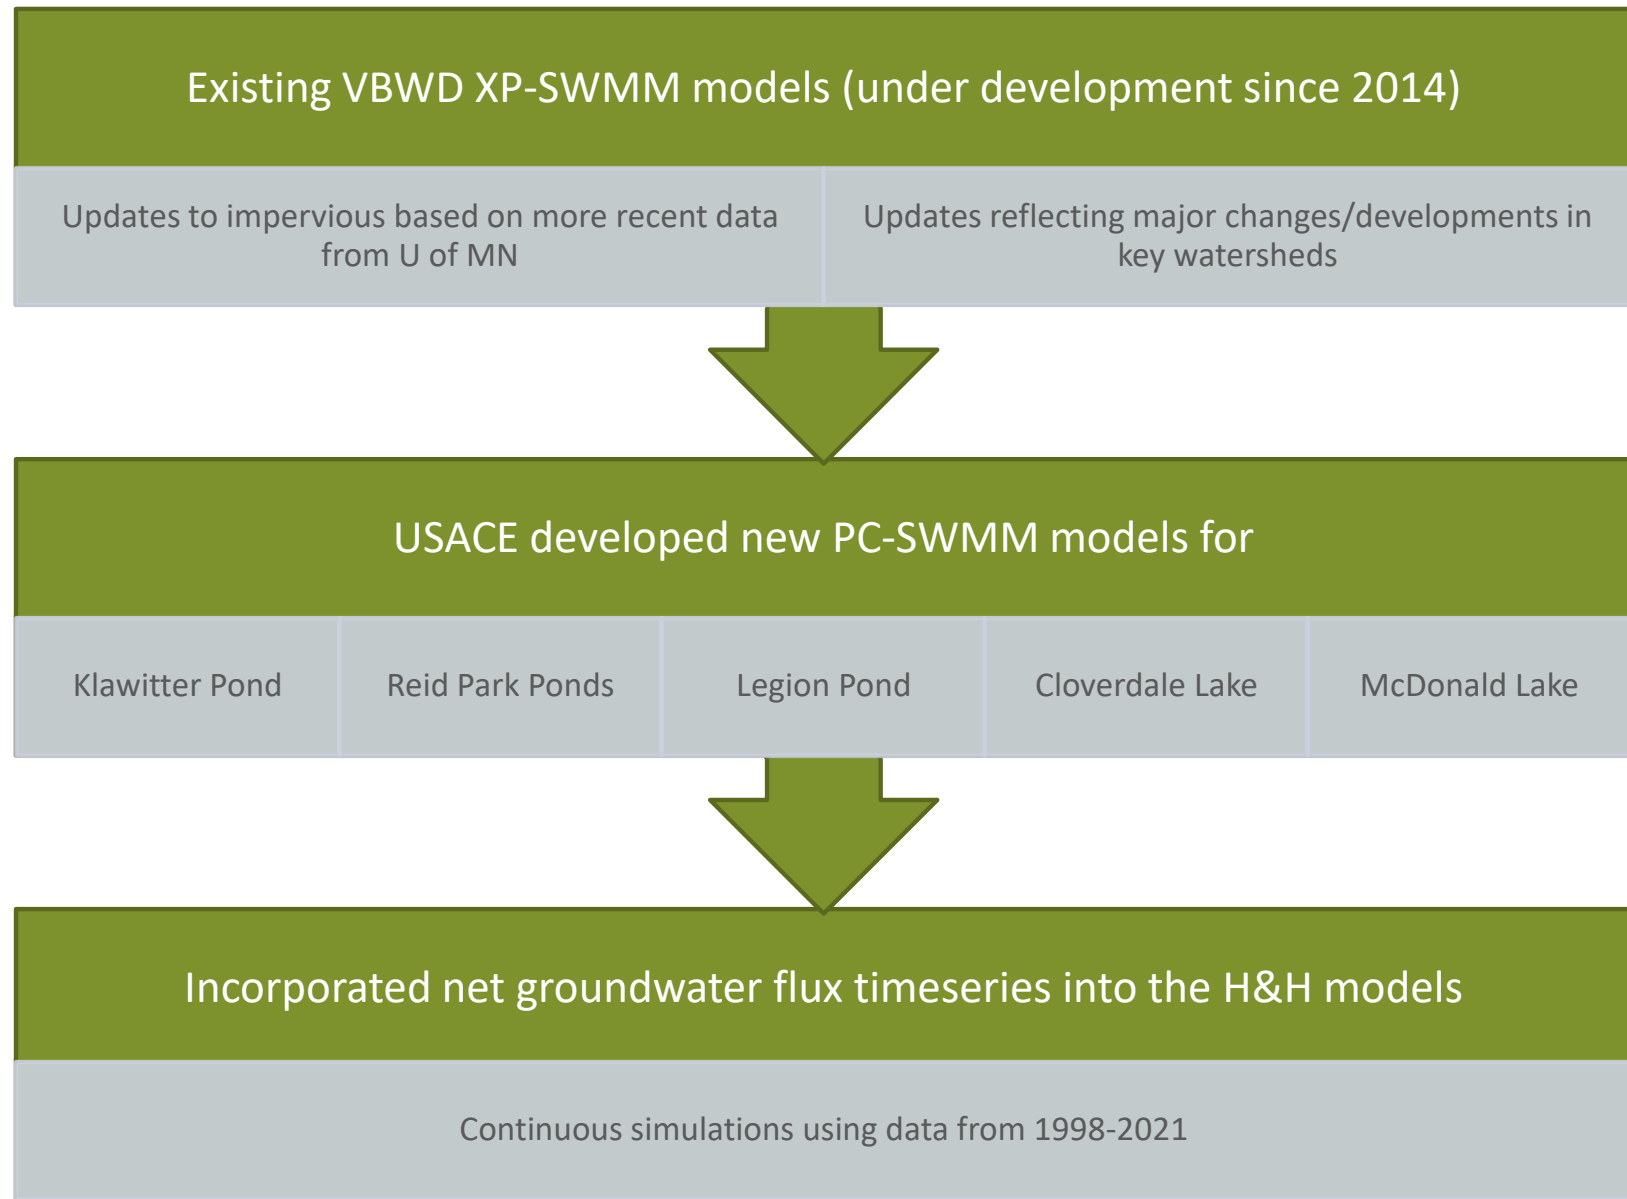 Existing VBWD XP-SWMM models (under development since 2014)
Updates to impervious based on more recent data
from U of MN
Updates reflecting major changes/developments in
key watersheds
USACE developed new PC-SWMM models for
Klawitter Pond
Reid Park Ponds
Legion Pond
Cloverdale Lake
McDonald Lake
Incorporated net groundwater flux timeseries into the H&H models
Continuous simulations using data from 1998-2021